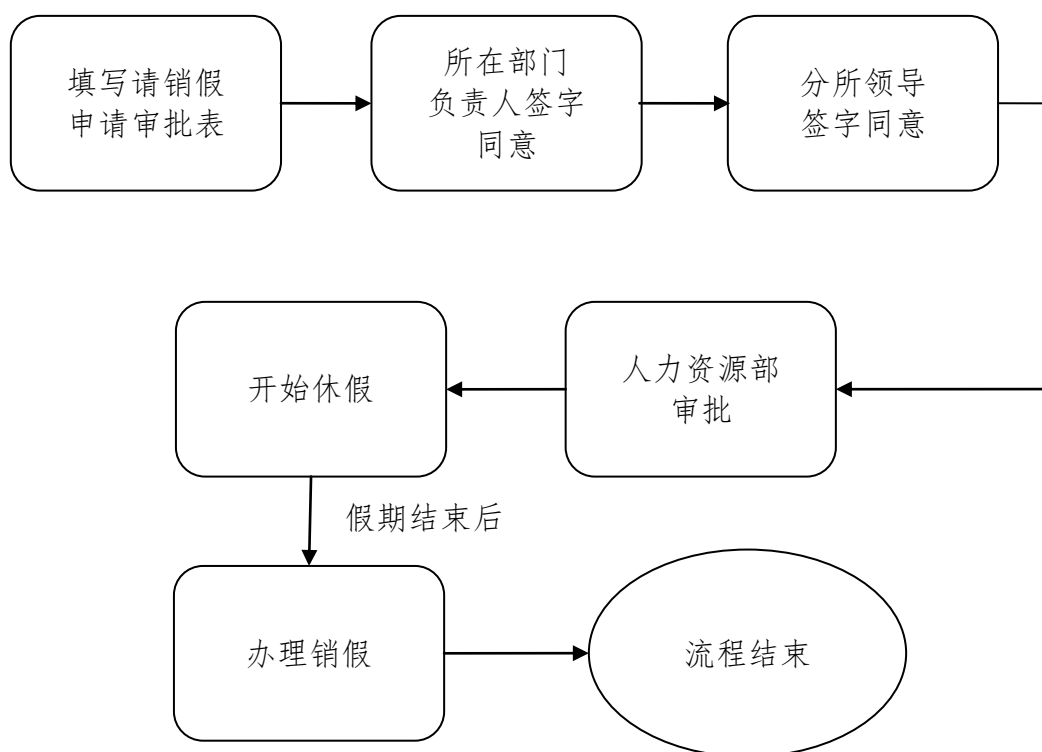 填写请销假
申请审批表
所在部门
负责人签字
同意
分所领导
签字同意
人力资源部
审批
开始休假
假期结束后
办理销假
流程结束